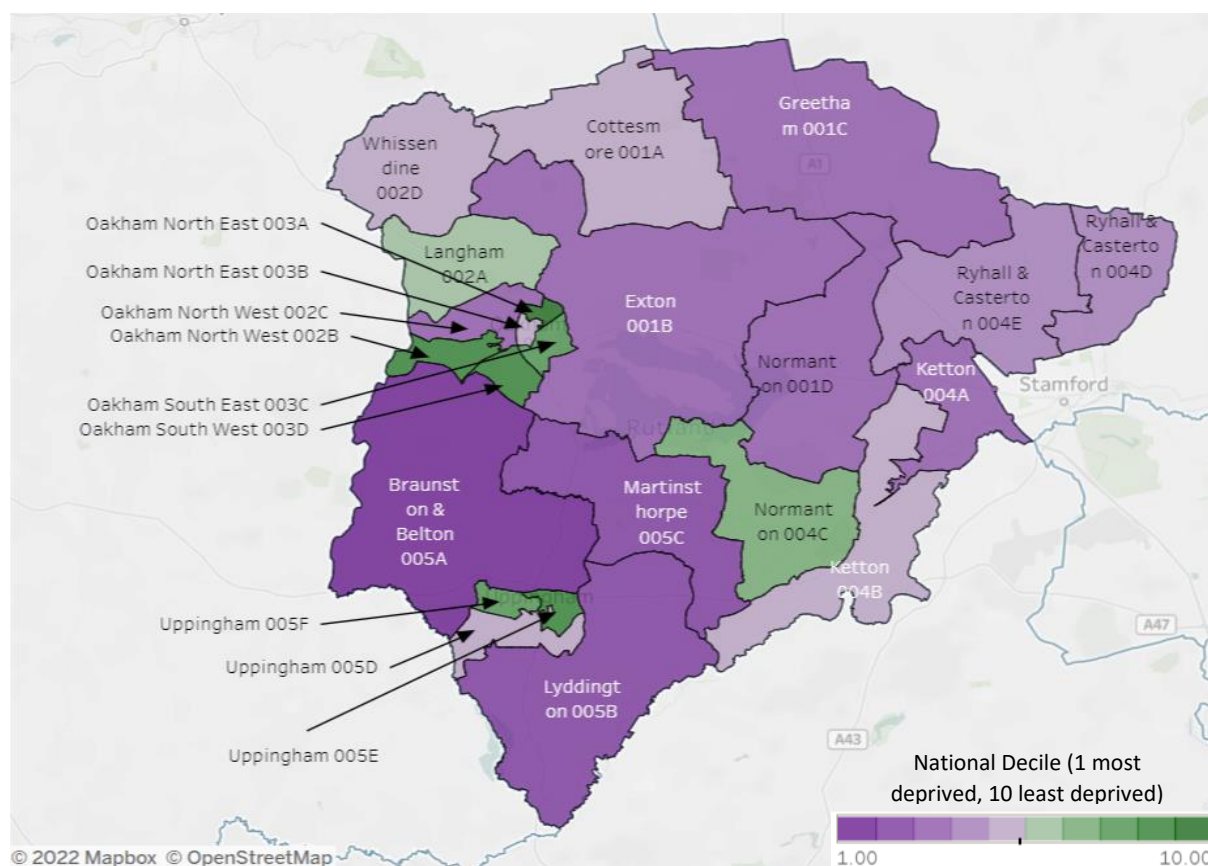 Greetha
m 001C
Cottesm
ore 001A
Whissen
dine
002D
A1
Oakham North East 003A
Langham
002A
Oakham North East 003B
Oakham North West 002C
Oakham North West 002B
Ryhall &
Casterto
n 004D
Ryhall &
Casterto
n 004E
Exton
001B
Normant
on 001D
Ketton
004A
Stamford
Oakham South East 003C
Oakham South West 003D
Rutland
Braunst
on &
Belton
005A
Martinst
horpe
005C
Normant
on 004C
Ketton
004B
Uppingham
Uppingham 005F
A47
Uppingham 005D
Lyddingt
on 005B
Uppingham 005E
A43
National Decile (1 most
deprived, 10 least deprived)
1.00 10.00
© 2022 Mapbox © OpenStreetMap